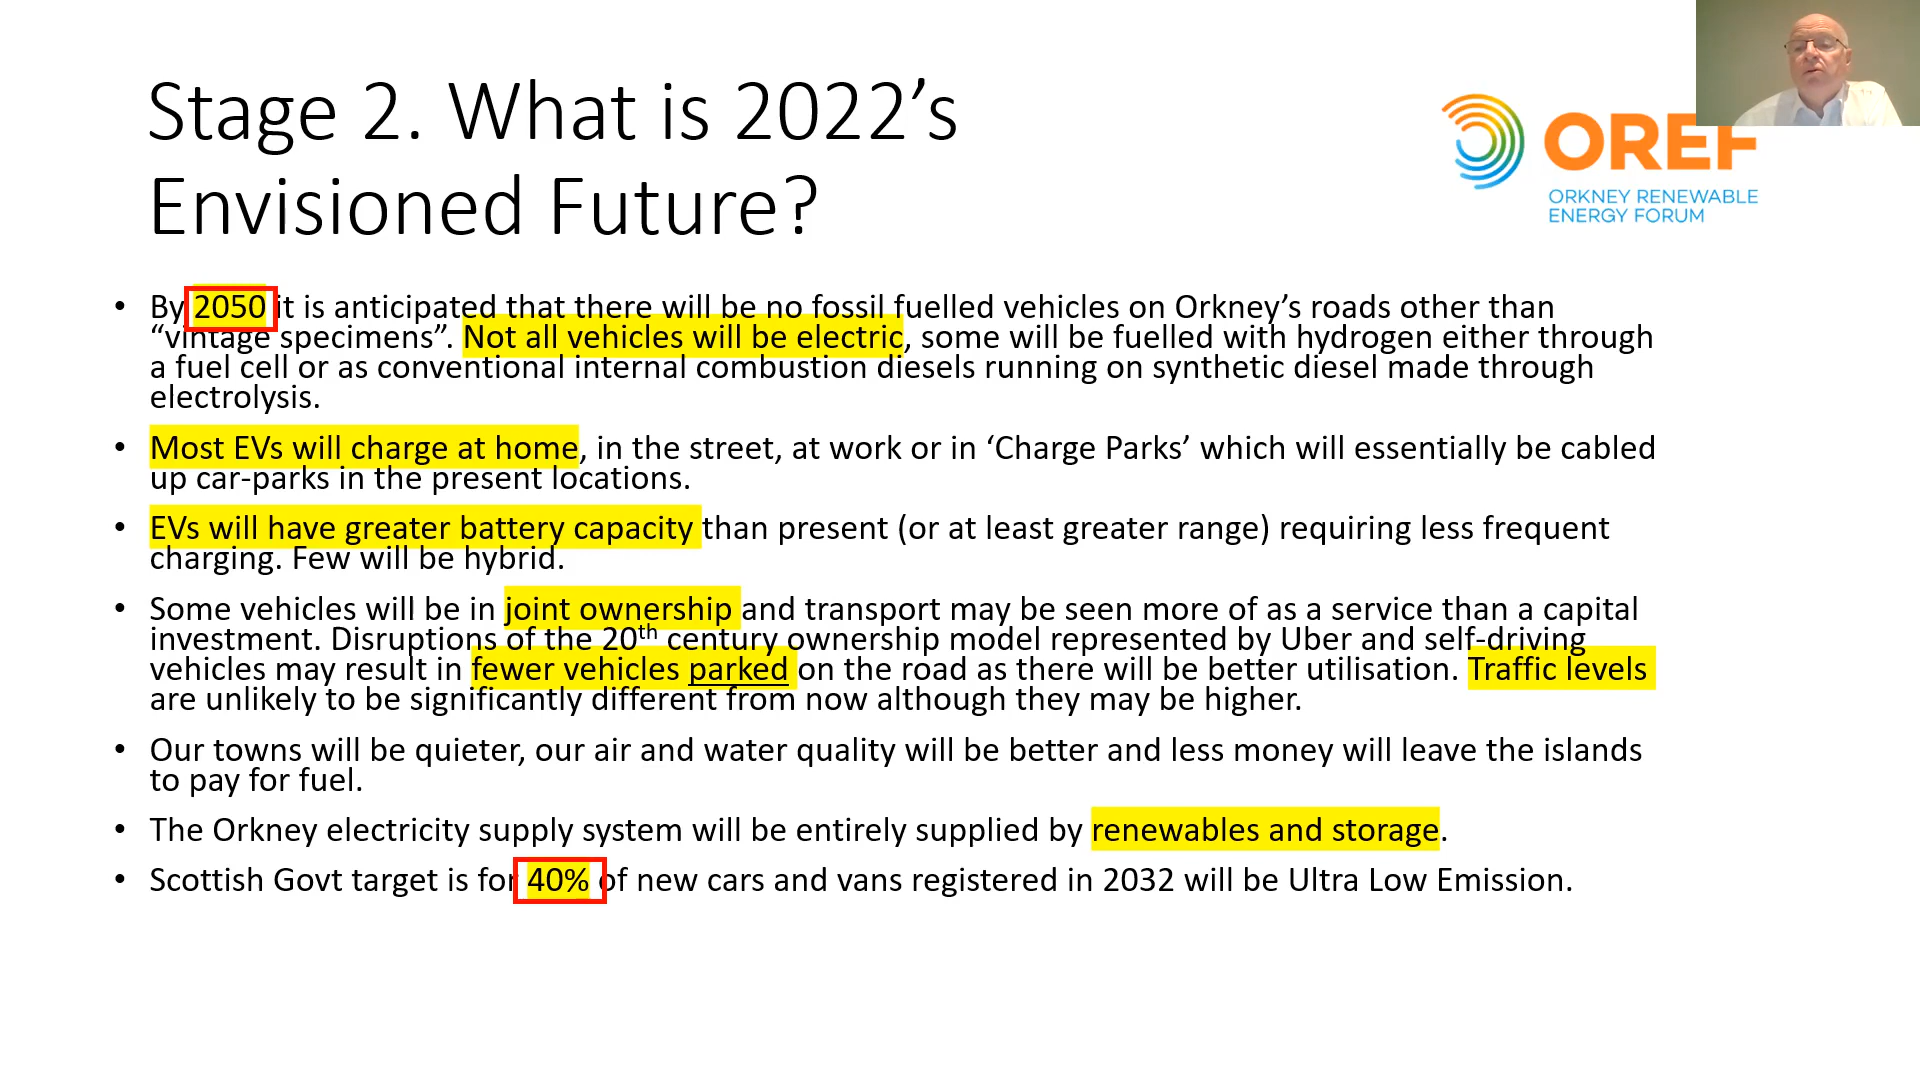 Stage 2. What is 2022’s
Envisioned Future?
OREF
ORKNEY RENEWABLE
ENERGY FORUM
• By 2050 it is anticipated that there will be no fossil fuelled vehicles on Orkney’s roads other than
“vintage specimens”. Not all vehicles will be electric, some will be fuelled with hydrogen either through
a fuel cell or as conventional internal combustion diesels running on synthetic diesel made through
electrolysis.
• Most EVs will charge at home, in the street, at work or in ‘Charge Parks’ which will essentially be cabled
up car-parks in the present locations.
• EVs will have greater battery capacity than present (or at least greater range) requiring less frequent
charging. Few will be hybrid.
• Some vehicles will be in joint ownership and transport may be seen more of as a service than a capital
investment. Disruptions of the 20th century ownership model represented by Uber and self-driving
vehicles may result in fewer vehicles parked on the road as there will be better utilisation. Traffic levels
are unlikely to be significantly different from now although they may be higher.
• Our towns will be quieter, our air and water quality will be better and less money will leave the islands
to pay for fuel.
• The Orkney electricity supply system will be entirely supplied by renewables and storage.
• Scottish Govt target is for 40% of new cars and vans registered in 2032 will be Ultra Low Emission.